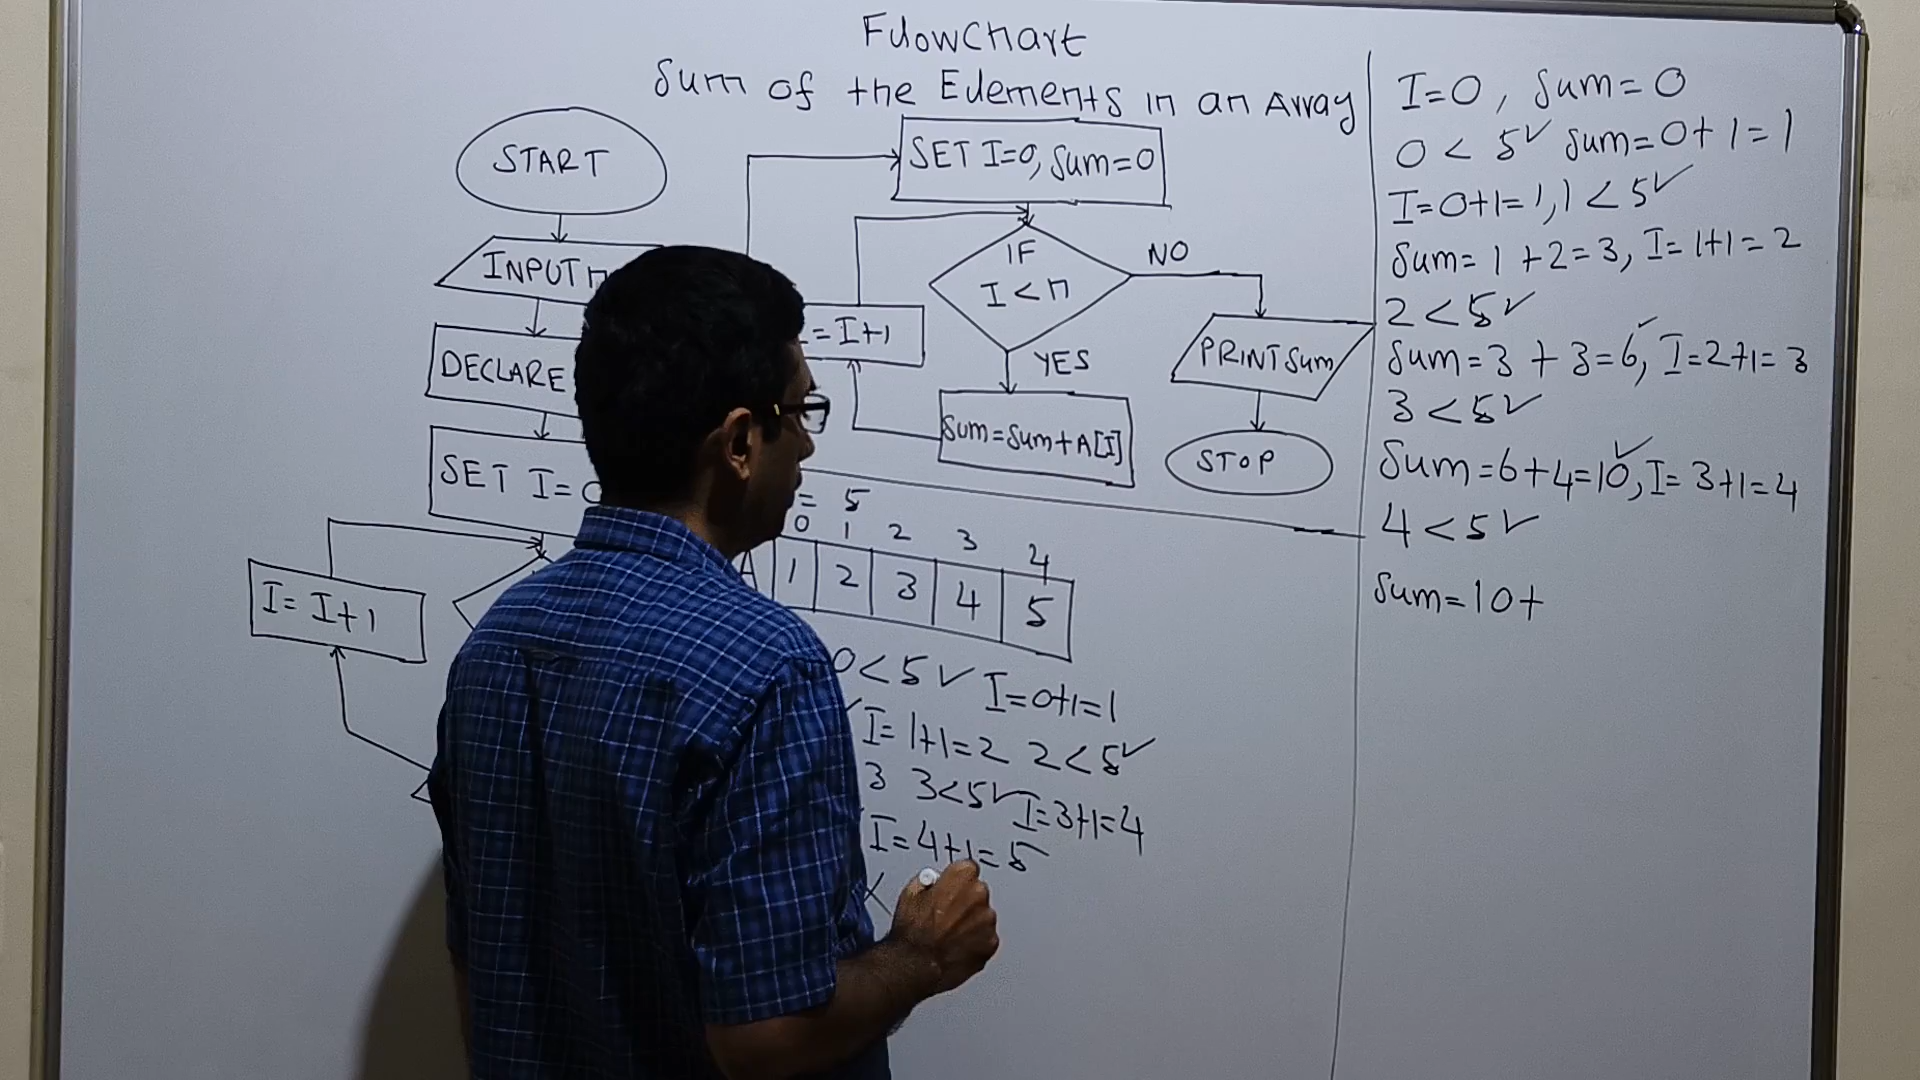 FlowChart
Sum of the Elements in an Array
START
INPUT n
DECLARE
SET I=0
I=I+1
SET I=0, Sum=0
IF
I<n
NO
YES
=I+1
Sum=Sum+A[I]
PRINT Sum
STOP
= 5
0 1 2 3 4
A 1 2 3 4 5
0<5✓ I=0+1=1
✓ I=1+1=2 2<5✓
3 3<5✓ I=3+1=4
I=4+1=5
I=0, Sum=0
0<5✓ Sum=0+1=1
I=0+1=1, 1<5✓
Sum=1+2=3, I=1+1=2
2<5✓
Sum=3+3=6✓, I=2+1=3
3<5✓
Sum=6+4=10✓, I=3+1=4
4<5✓
Sum=10+